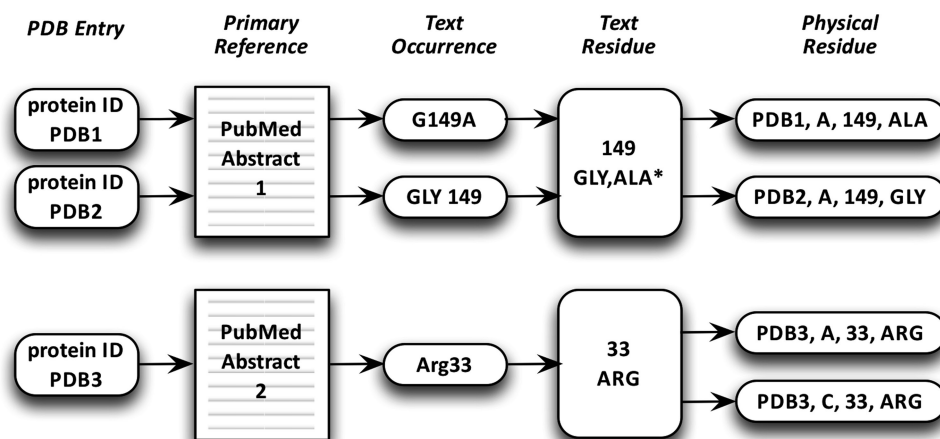 PDB Entry
Primary
Reference
Text
Occurrence
Text
Residue
Physical
Residue
protein ID
PDB1
protein ID
PDB2
PubMed
Abstract
1
G149A
GLY 149
149
GLY,ALA*
PDB1, A, 149, ALA
PDB2, A, 149, GLY
protein ID
PDB3
PubMed
Abstract
2
Arg33
33
ARG
PDB3, A, 33, ARG
PDB3, C, 33, ARG